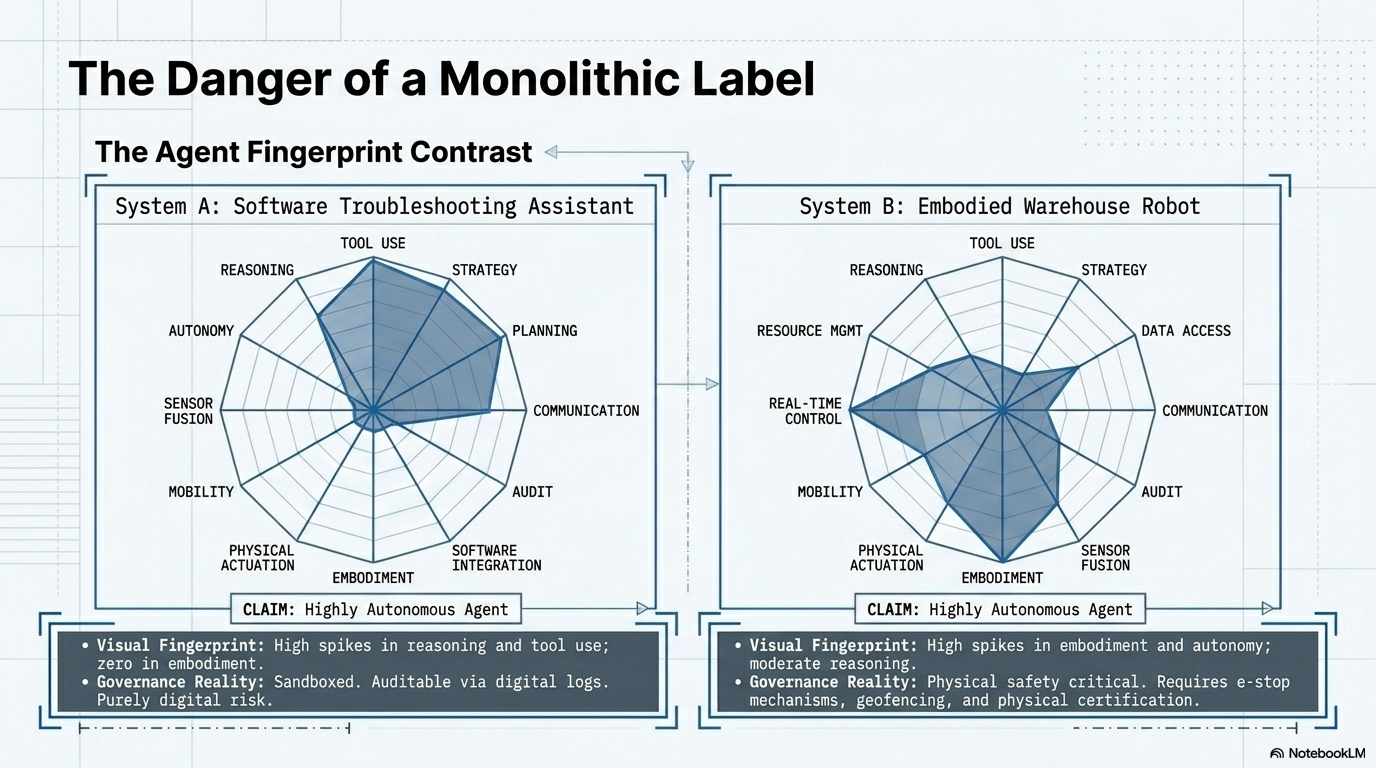 The Danger of a Monolithic Label
The Agent Fingerprint Contrast
System A: Software Troubleshooting Assistant
TOOL USE
STRATEGY
PLANNING
COMMUNICATION
AUDIT
SOFTWARE
INTEGRATION
EMBODIMENT
PHYSICAL
ACTUATION
MOBILITY
SENSOR
FUSION
AUTONOMY
REASONING
CLAIM: Highly Autonomous Agent
• Visual Fingerprint: High spikes in reasoning and tool use;
zero in embodiment.
• Governance Reality: Sandboxed. Auditable via digital logs.
Purely digital risk.
System B: Embodied Warehouse Robot
TOOL USE
STRATEGY
DATA ACCESS
COMMUNICATION
AUDIT
SENSOR
FUSION
EMBODIMENT
PHYSICAL
ACTUATION
MOBILITY
REAL-TIME
CONTROL
RESOURCE MGMT
REASONING
CLAIM: Highly Autonomous Agent
• Visual Fingerprint: High spikes in embodiment and autonomy;
moderate reasoning.
• Governance Reality: Physical safety critical. Requires e-stop
mechanisms, geofencing, and physical certification.
NotebookLM